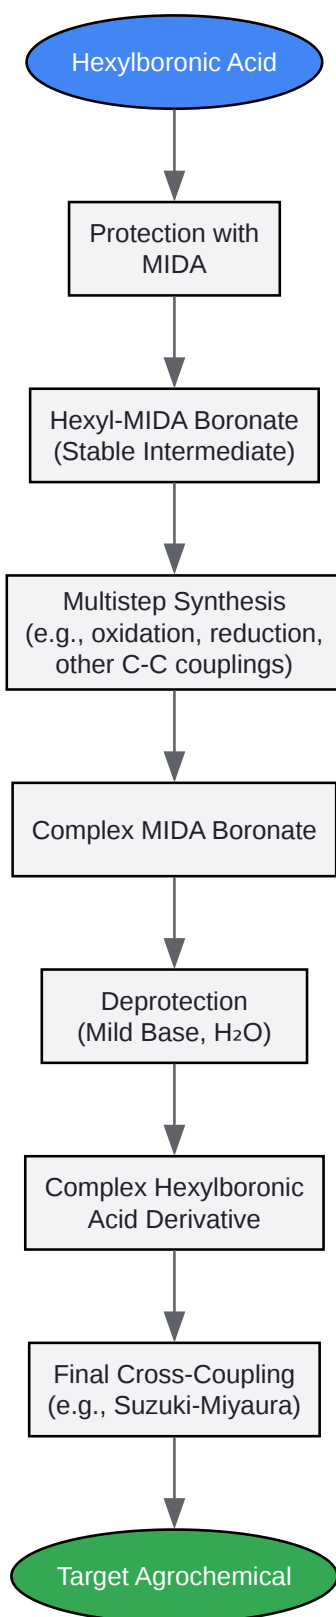 Hexylboronic Acid
Protection with
MIDA
Hexyl-MIDA Boronate
(Stable Intermediate)
Multistep Synthesis
(e.g., oxidation, reduction,
other C-C couplings)
Complex MIDA Boronate
Deprotection
(Mild Base, H₂O)
Complex Hexylboronic
Acid Derivative
Final Cross-Coupling
(e.g., Suzuki-Miyaura)
Target Agrochemical